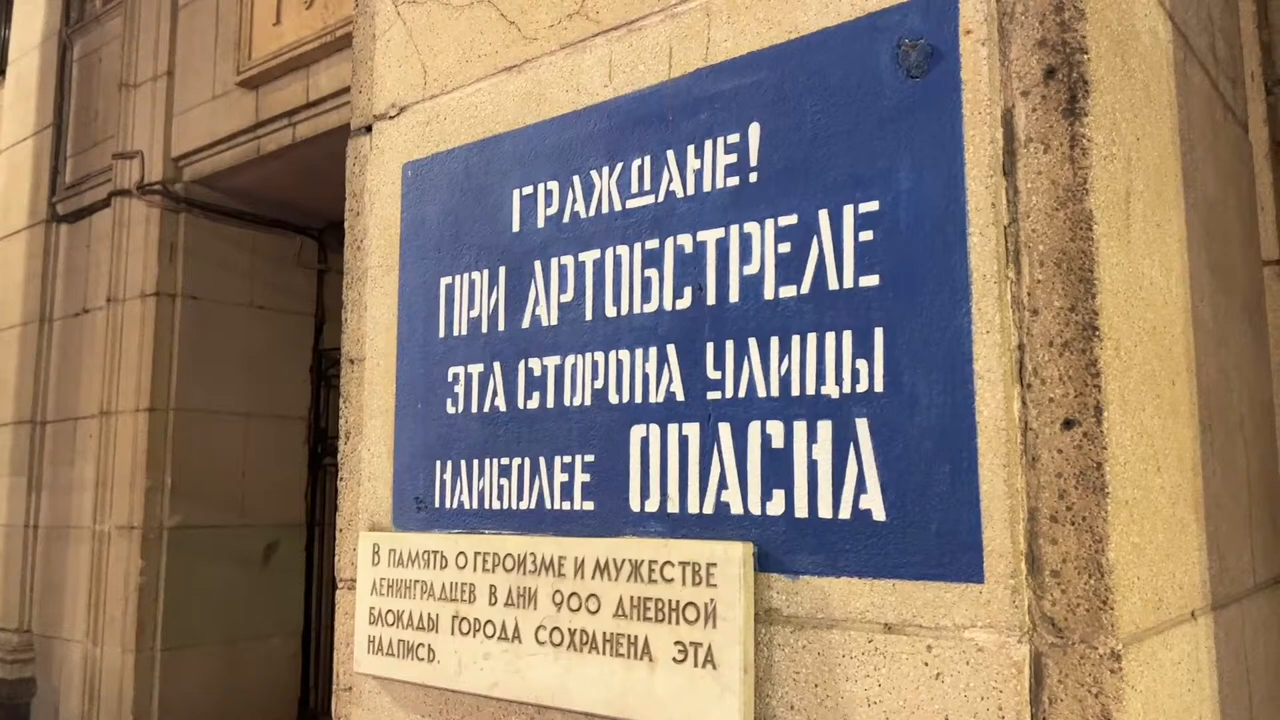 ГРАЖДАНЕ!
ПРИ АРТОБСТРЕЛЕ
ЭТА СТОРОНА УЛИЦЫ
НАИБОЛЕЕ ОПАСНА
В ПАМЯТЬ О ГЕРОИЗМЕ И МУЖЕСТВЕ
ЛЕНИНГРАДЦЕВ В ДНИ 900 ДНЕВНОЙ
БЛОКАДЫ ГОРОДА СОХРАНЕНА ЭТА
НАДПИСЬ.